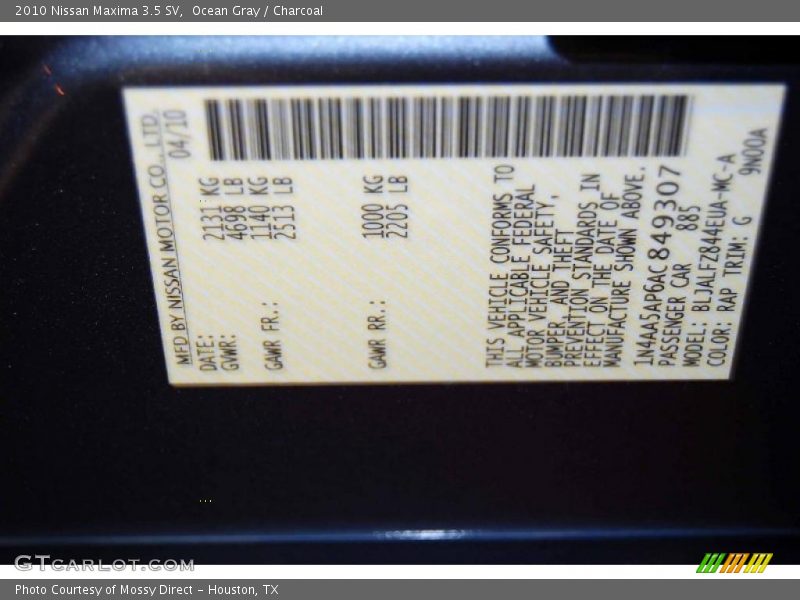 2010 Nissan Maxima 3.5 SV, Ocean Gray / Charcoal
MFD BY NISSAN MOTOR CO., LTD.
DATE: 04/10
GVWR: 2131 KG
4698 LB
GAWR FR.: 1140 KG
2513 LB
GAWR RR.: 1000 KG
2205 LB
THIS VEHICLE CONFORMS TO
ALL APPLICABLE FEDERAL
MOTOR VEHICLE SAFETY,
BUMPER, AND THEFT
PREVENTION STANDARDS IN
EFFECT ON THE DATE OF
MANUFACTURE SHOWN ABOVE.
1N4AA5AP6AC849307
PASSENGER CAR 885
MODEL: BLJALFZ844EUA-MC-A
COLOR: RAP TRIM: G 9N00A
GTCARLOT.COM
Photo Courtesy of Mossy Direct – Houston, TX